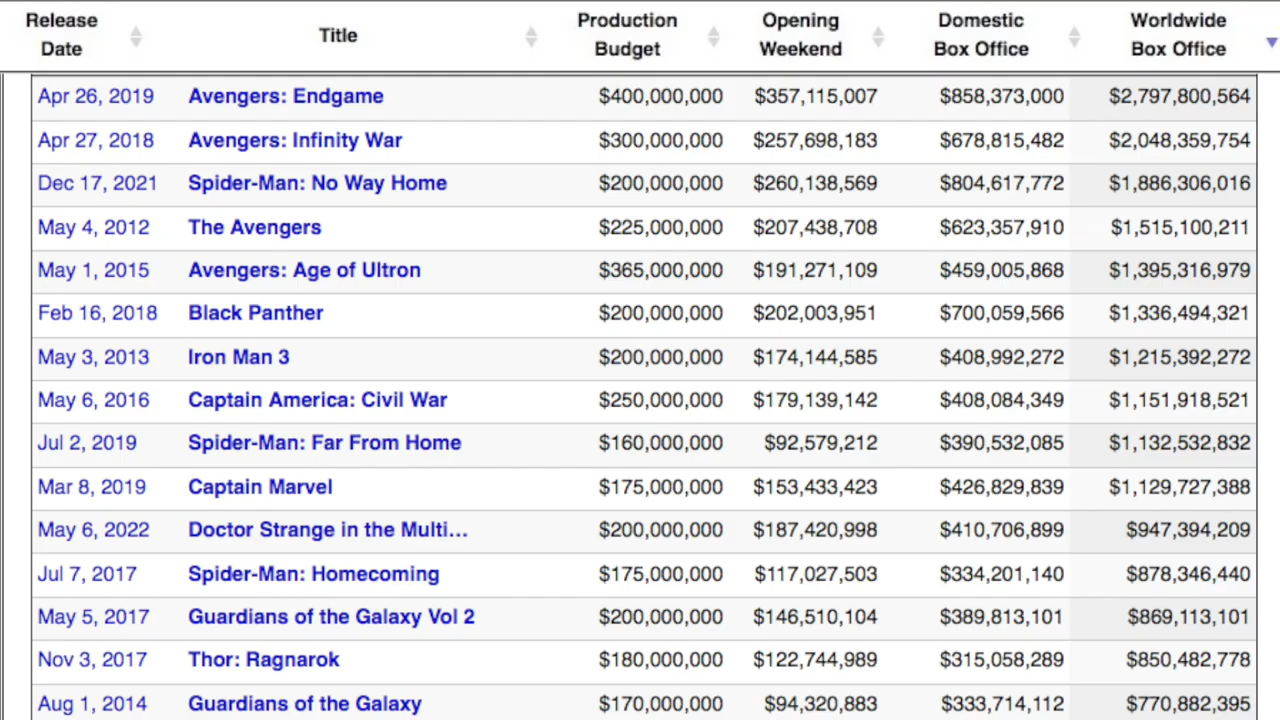 Release Date Title Production Budget Opening Weekend Domestic Box Office Worldwide Box Office
Apr 26, 2019 Avengers: Endgame $400,000,000 $357,115,007 $858,373,000 $2,797,800,564
Apr 27, 2018 Avengers: Infinity War $300,000,000 $257,698,183 $678,815,482 $2,048,359,754
Dec 17, 2021 Spider-Man: No Way Home $200,000,000 $260,138,569 $804,617,772 $1,886,306,016
May 4, 2012 The Avengers $225,000,000 $207,438,708 $623,357,910 $1,515,100,211
May 1, 2015 Avengers: Age of Ultron $365,000,000 $191,271,109 $459,005,868 $1,395,316,979
Feb 16, 2018 Black Panther $200,000,000 $202,003,951 $700,059,566 $1,336,494,321
May 3, 2013 Iron Man 3 $200,000,000 $174,144,585 $408,992,272 $1,215,392,272
May 6, 2016 Captain America: Civil War $250,000,000 $179,139,142 $408,084,349 $1,151,918,521
Jul 2, 2019 Spider-Man: Far From Home $160,000,000 $92,579,212 $390,532,085 $1,132,532,832
Mar 8, 2019 Captain Marvel $175,000,000 $153,433,423 $426,829,839 $1,129,727,388
May 6, 2022 Doctor Strange in the Multi... $200,000,000 $187,420,998 $410,706,899 $947,394,209
Jul 7, 2017 Spider-Man: Homecoming $175,000,000 $117,027,503 $334,201,140 $878,346,440
May 5, 2017 Guardians of the Galaxy Vol 2 $200,000,000 $146,510,104 $389,813,101 $869,113,101
Nov 3, 2017 Thor: Ragnarok $180,000,000 $122,744,989 $315,058,289 $850,482,778
Aug 1, 2014 Guardians of the Galaxy $170,000,000 $94,320,883 $333,714,112 $770,882,395